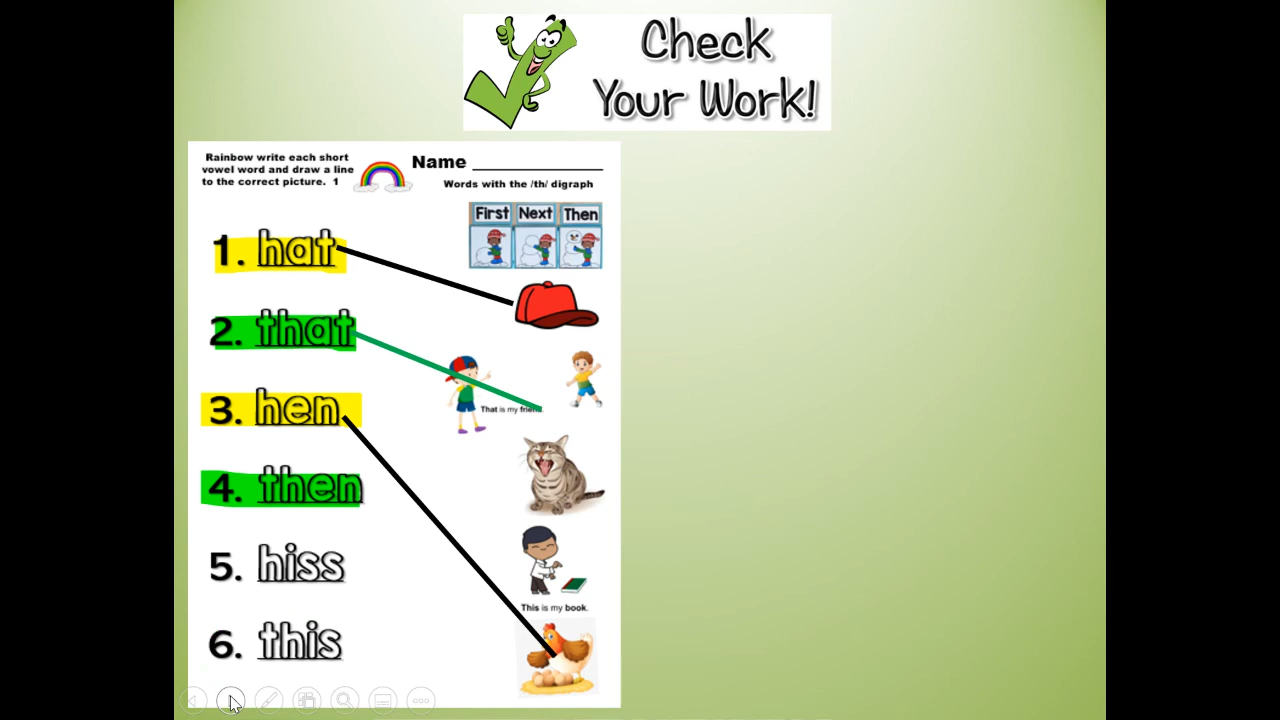 Check
Your Work!
Rainbow write each short
vowel word and draw a line
to the correct picture. 1
Name
Words with the /th/ digraph
First Next Then
1. hat
2. that
That is my friend.
3. hen
4. then
5. hiss
This is my book.
6. this